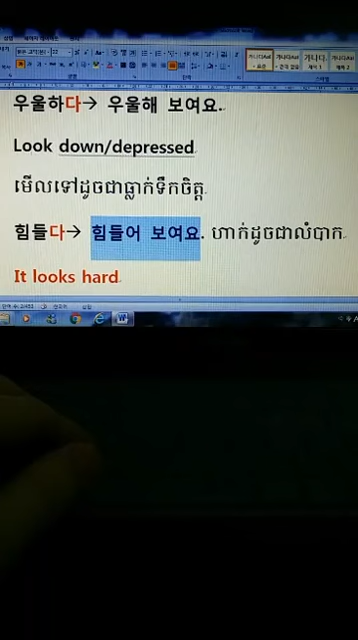 우울하다→ 우울해 보여요.
Look down/depressed
មើលទៅដូចជាធ្លាក់ទឹកចិត្ត
힘들다→ 힘들어 보여요. ហាក់ដូចជាលំបាក
It looks hard